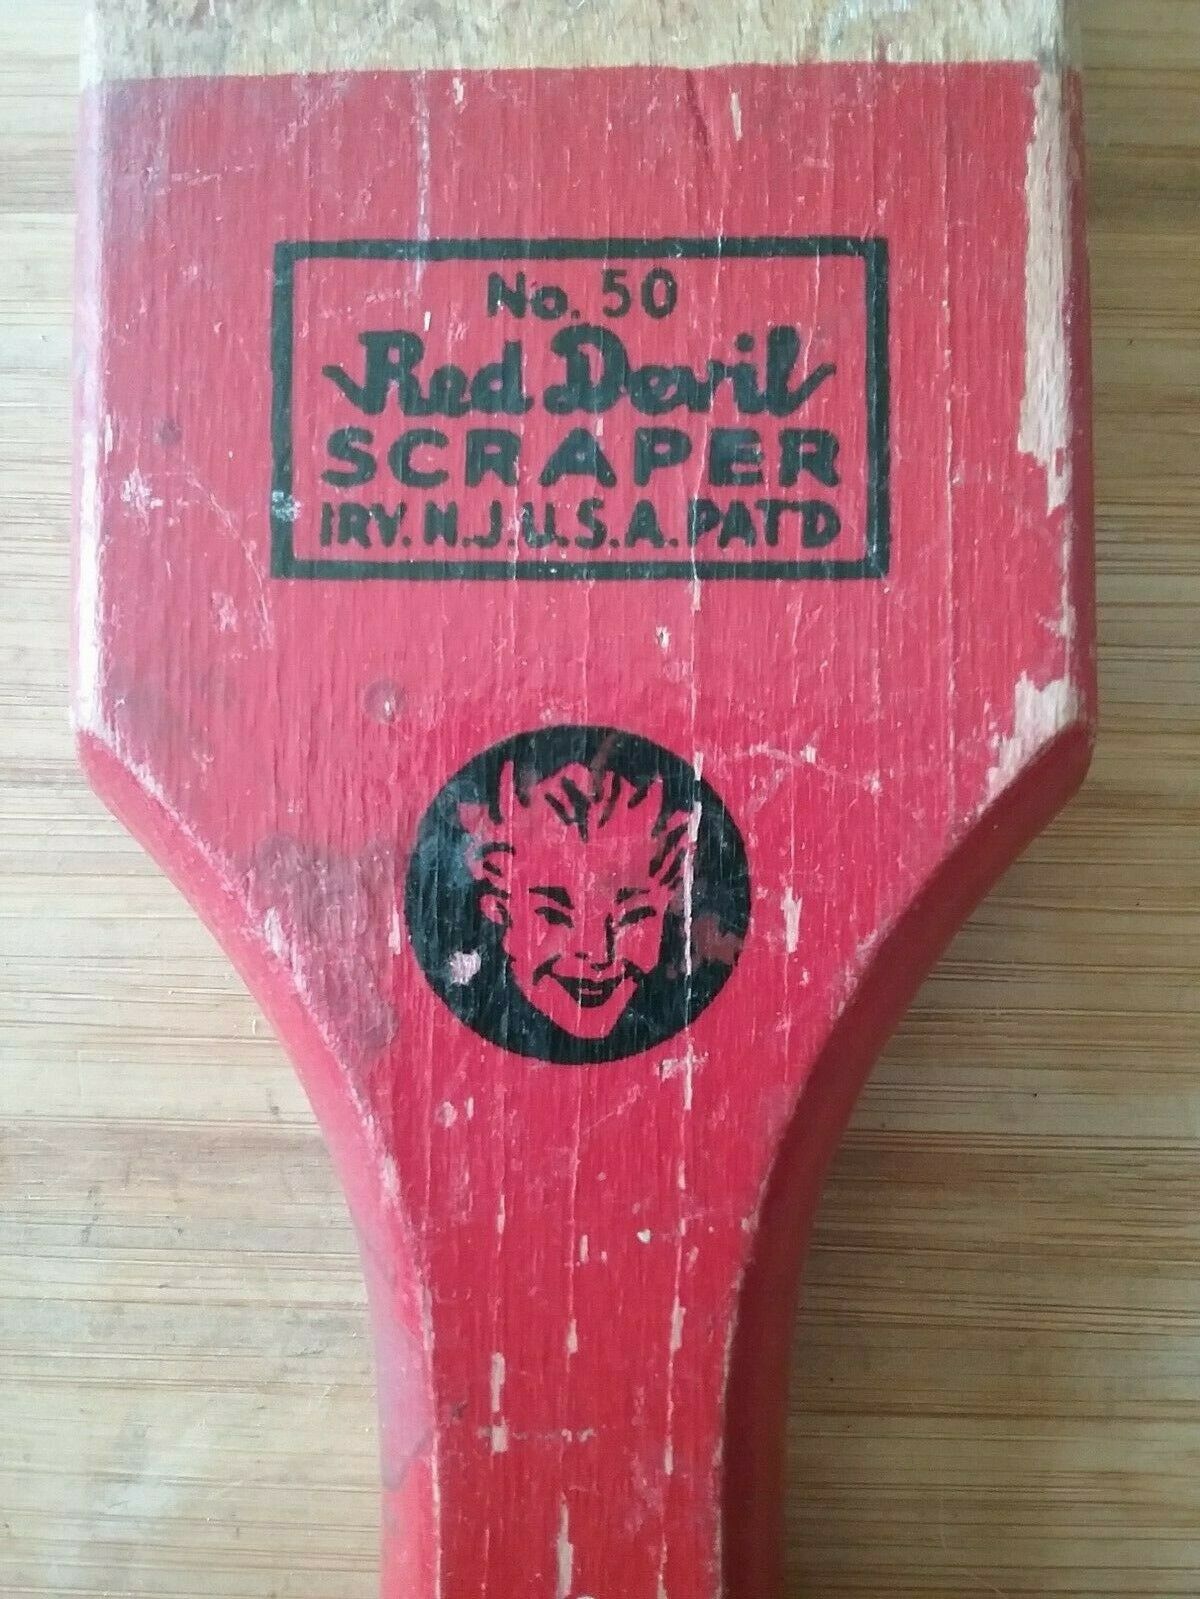 No. 50
Red Devil
SCRAPER
IRV. N.J. U.S.A. PAT'D